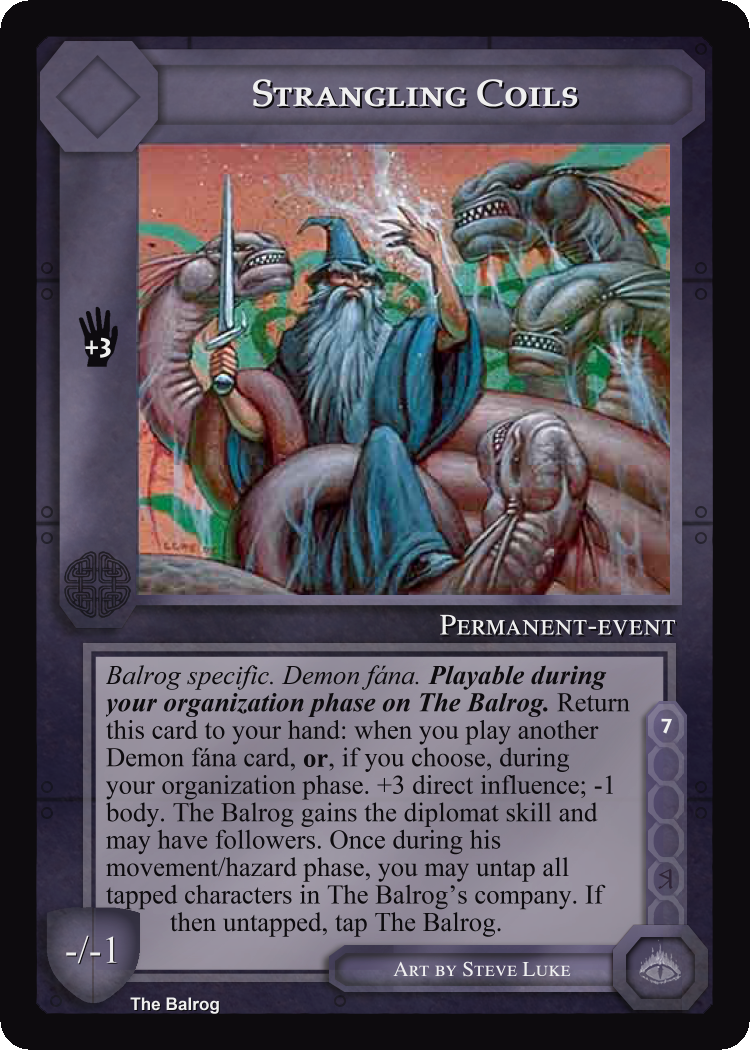 Strangling Coils
+3
Permanent-event
Balrog specific. Demon fána. Playable during
your organization phase on The Balrog. Return
this card to your hand: when you play another
Demon fána card, or, if you choose, during
your organization phase. +3 direct influence; -1
body. The Balrog gains the diplomat skill and
may have followers. Once during his
movement/hazard phase, you may untap all
tapped characters in The Balrog’s company. If
then untapped, tap The Balrog.
7
-/-1
Art by Steve Luke
The Balrog